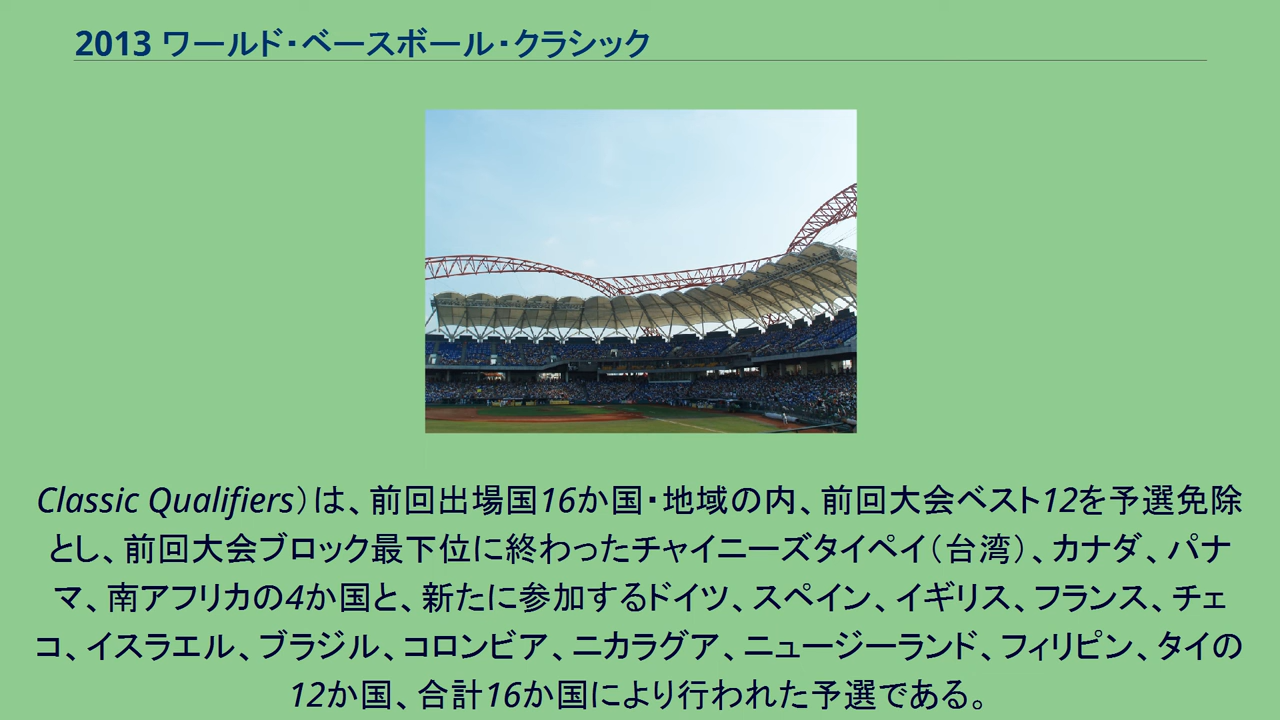 2013 ワールド・ベースボール・クラシック
Classic Qualifiers）は、前回出場国16か国・地域の内、前回大会ベスト12を予選免除
とし、前回大会ブロック最下位に終わったチャイニーズタイペイ（台湾）、カナダ、パナ
マ、南アフリカの4か国と、新たに参加するドイツ、スペイン、イギリス、フランス、チェ
コ、イスラエル、ブラジル、コロンビア、ニカラグア、ニュージーランド、フィリピン、タイの
12か国、合計16か国により行われた予選である。